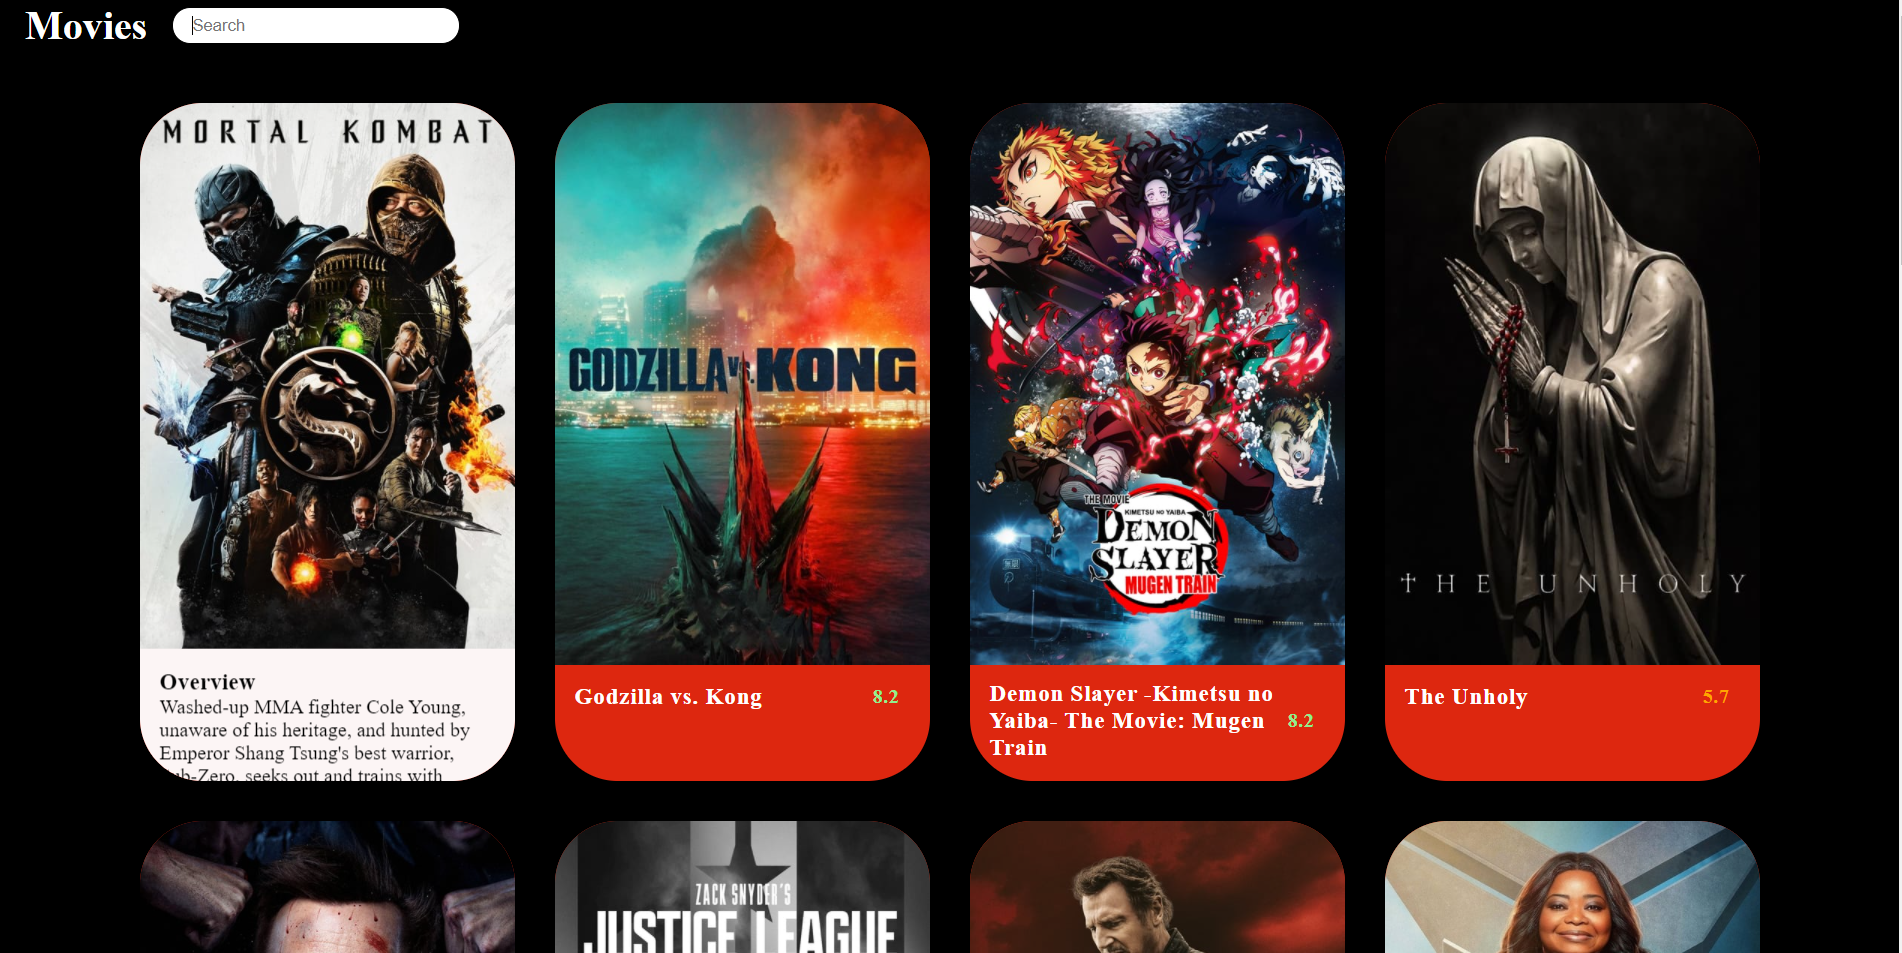 Movies
Search
MORTAL KOMBAT
Overview
Washed-up MMA fighter Cole Young,
unaware of his heritage, and hunted by
Emperor Shang Tsung's best warrior,
Sub-Zero, seeks out and trains with
GODZILLA vs. KONG
Godzilla vs. Kong
8.2
THE MOVIE
KIMETSU NO YAIBA
DEMON
SLAYER
MUGEN TRAIN
Demon Slayer -Kimetsu no
Yaiba- The Movie: Mugen
Train
8.2
THE UNHOLY
The Unholy
5.7
ZACK SNYDER'S
JUSTICE LEAGUE